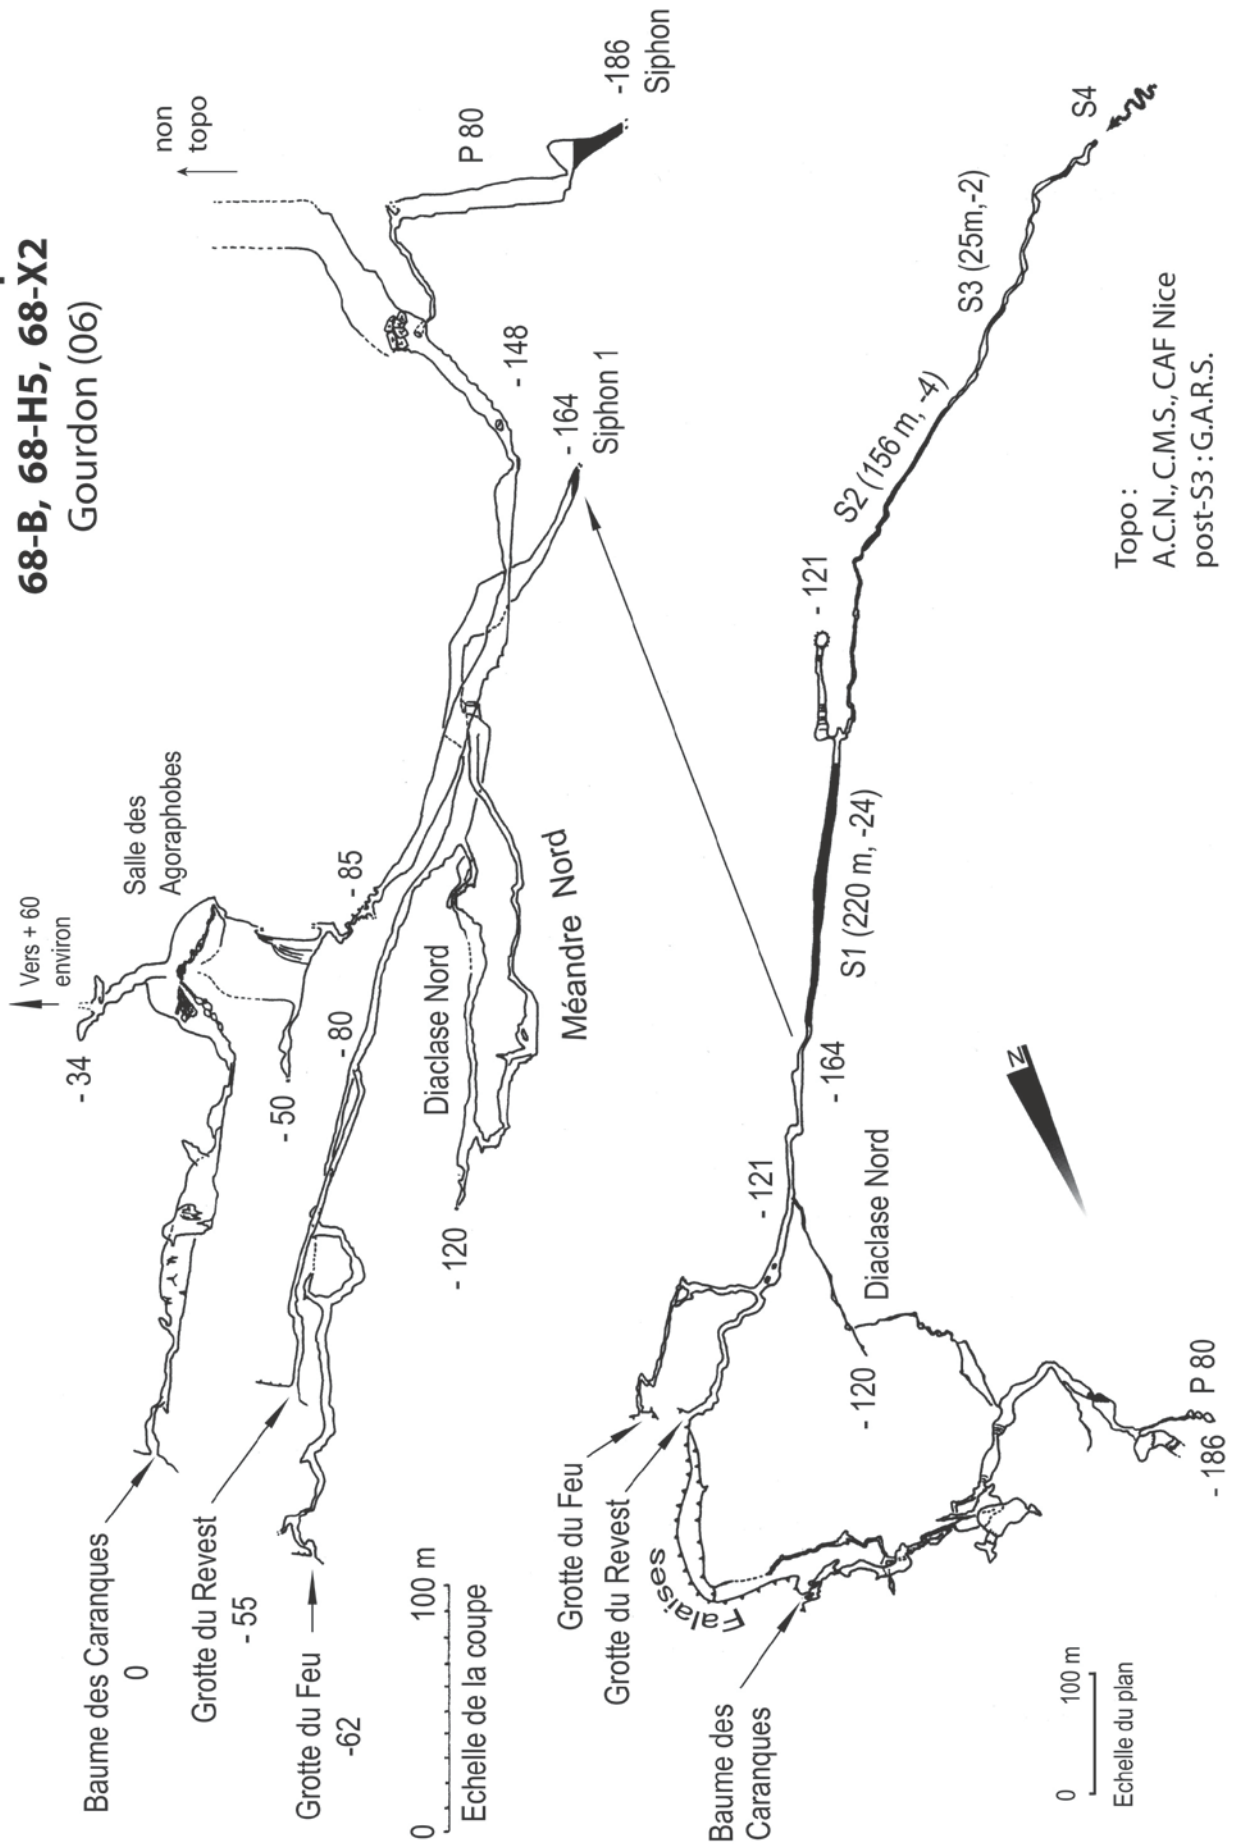 68-B, 68-H5, 68-X2
Gourdon (06)
non
topo
Vers + 60
environ
- 34
Salle des
Agoraphobes
P 80
-186
Siphon
- 50
- 85
- 80
- 148
- 164
Siphon 1
Diaclase Nord
Méandre Nord
- 120
Baume des Caranques
0
Grotte du Revest
- 55
Grotte du Feu
-62
0
100 m
Echelle de la coupe
Grotte du Feu
Grotte du Revest
Falaises
Baume des
Caranques
- 121
- 164
Diaclase Nord
- 120
S1 (220 m, -24)
- 121
S2 (156 m, -4)
S3 (25m,-2)
S4
N
- 186
P 80
0
100 m
Echelle du plan
Topo :
A.C.N., C.M.S., CAF Nice
post-S3 : G.A.R.S.